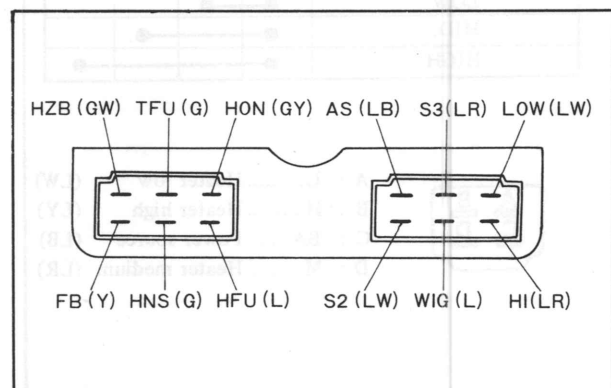 HZB (GW) TFU (G) HON (GY) AS (LB) S3(LR) LOW (LW)
FB (Y) HNS (G) HFU (L) S2 (LW) WIG (L) HI(LR)